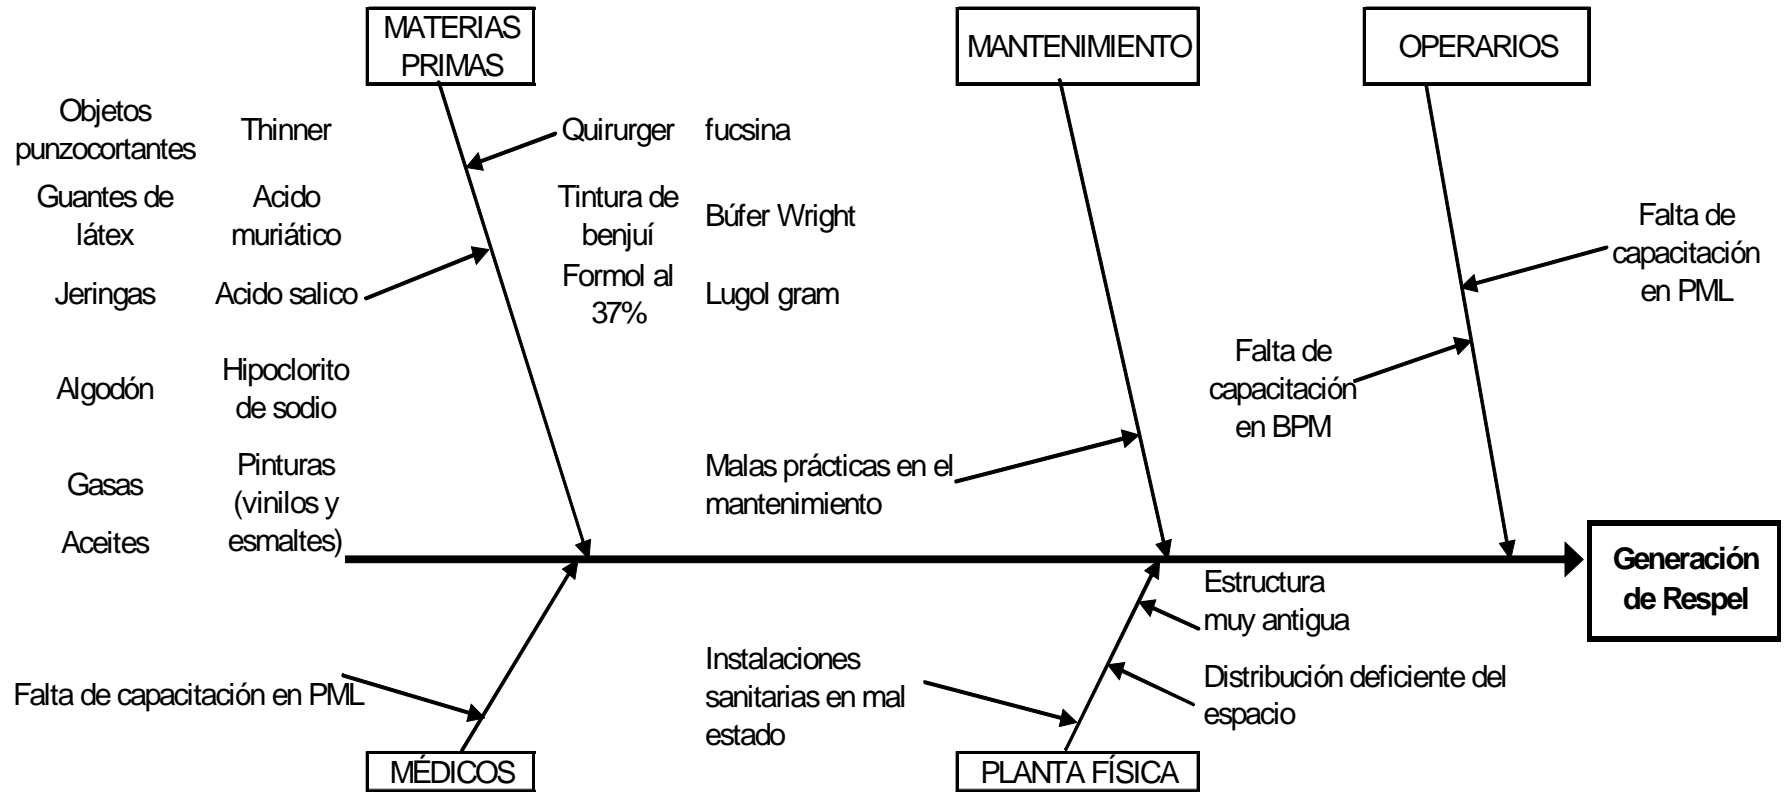 MATERIAS
PRIMAS
MANTENIMIENTO
OPERARIOS
Objetos
punzocortantes
Thinner
Quirurger
fucsina
Guantes de
látex
Acido
muriático
Tintura de
benjuí
Búfer Wright
Jeringas
Acido salico
Formol al
37%
Lugol gram
Falta de
capacitación
en PML
Algodón
Hipoclorito
de sodio
Falta de
capacitación
en BPM
Gasas
Pinturas
(vinilos y
esmaltes)
Malas prácticas en el
mantenimiento
Aceites
Generación
de Respel
Estructura
muy antigua
Falta de capacitación en PML
Instalaciones
sanitarias en mal
estado
Distribución deficiente del
espacio
MÉDICOS
PLANTA FÍSICA